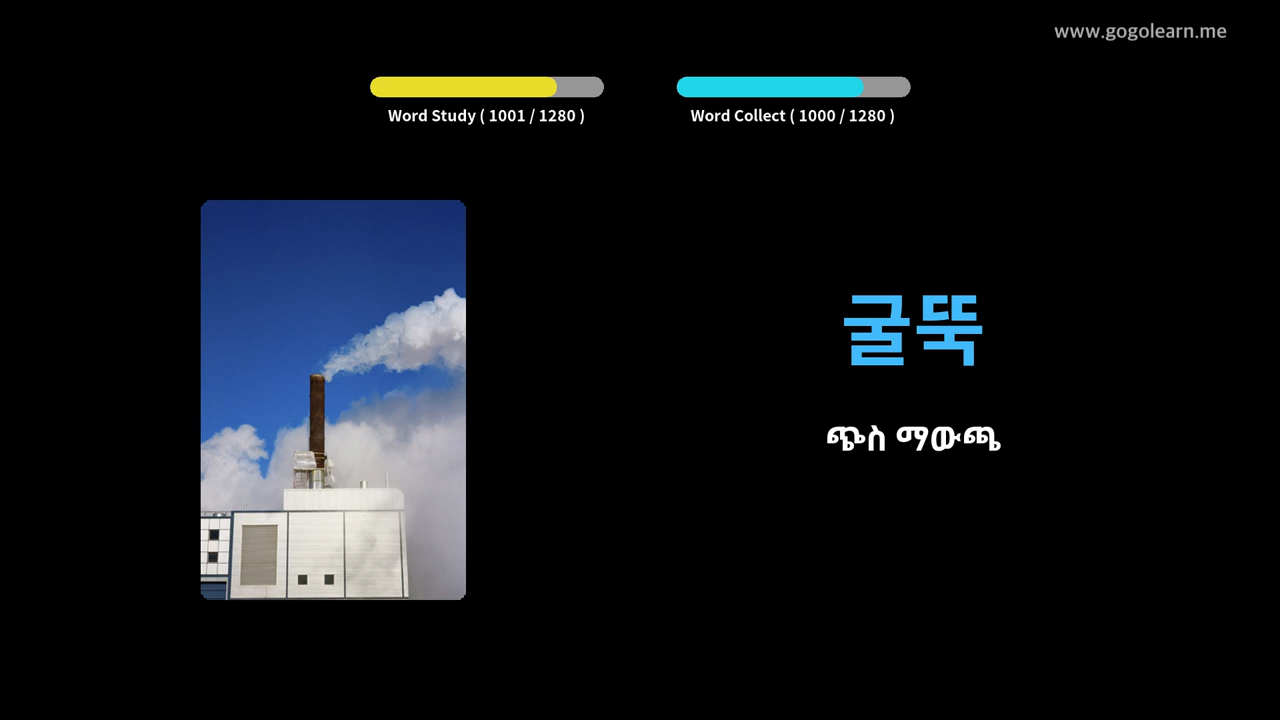 www.gogolearn.me
Word Study ( 1001 / 1280 )
Word Collect ( 1000 / 1280 )
굴뚝
ጭስ ማውጫ